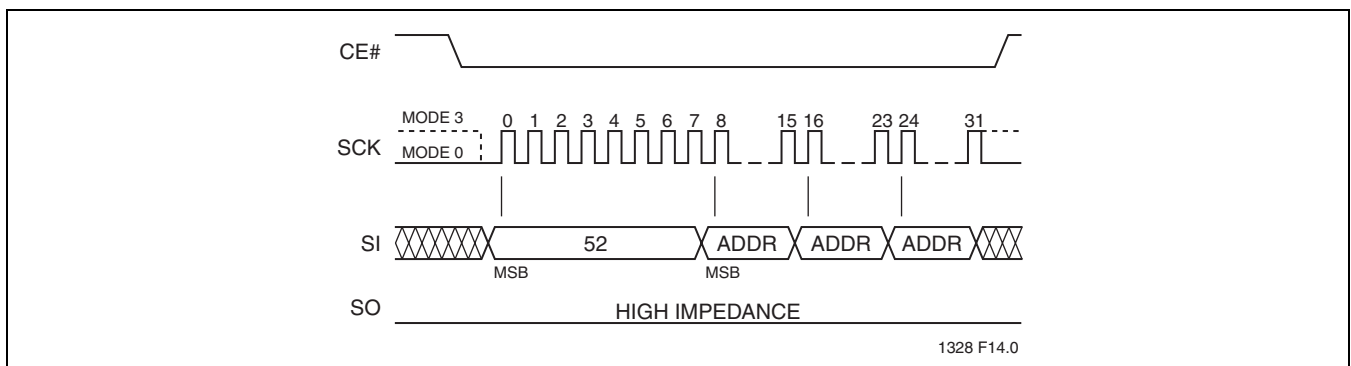 CE#
MODE 3
0 1 2 3 4 5 6 7 8 15 16 23 24 31
SCK
MODE 0
SI
52 ADDR ADDR ADDR
MSB MSB
SO
HIGH IMPEDANCE
1328 F14.0